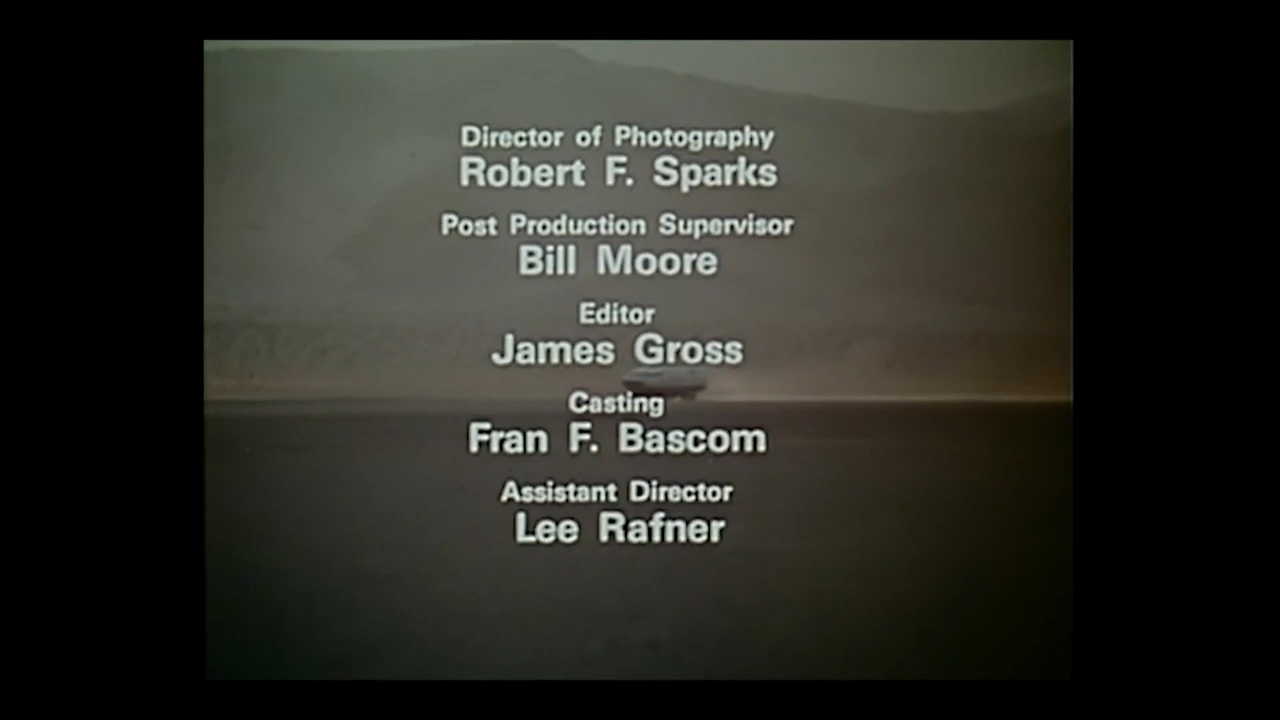 Director of Photography
Robert F. Sparks
Post Production Supervisor
Bill Moore
Editor
James Gross
Casting
Fran F. Bascom
Assistant Director
Lee Rafner